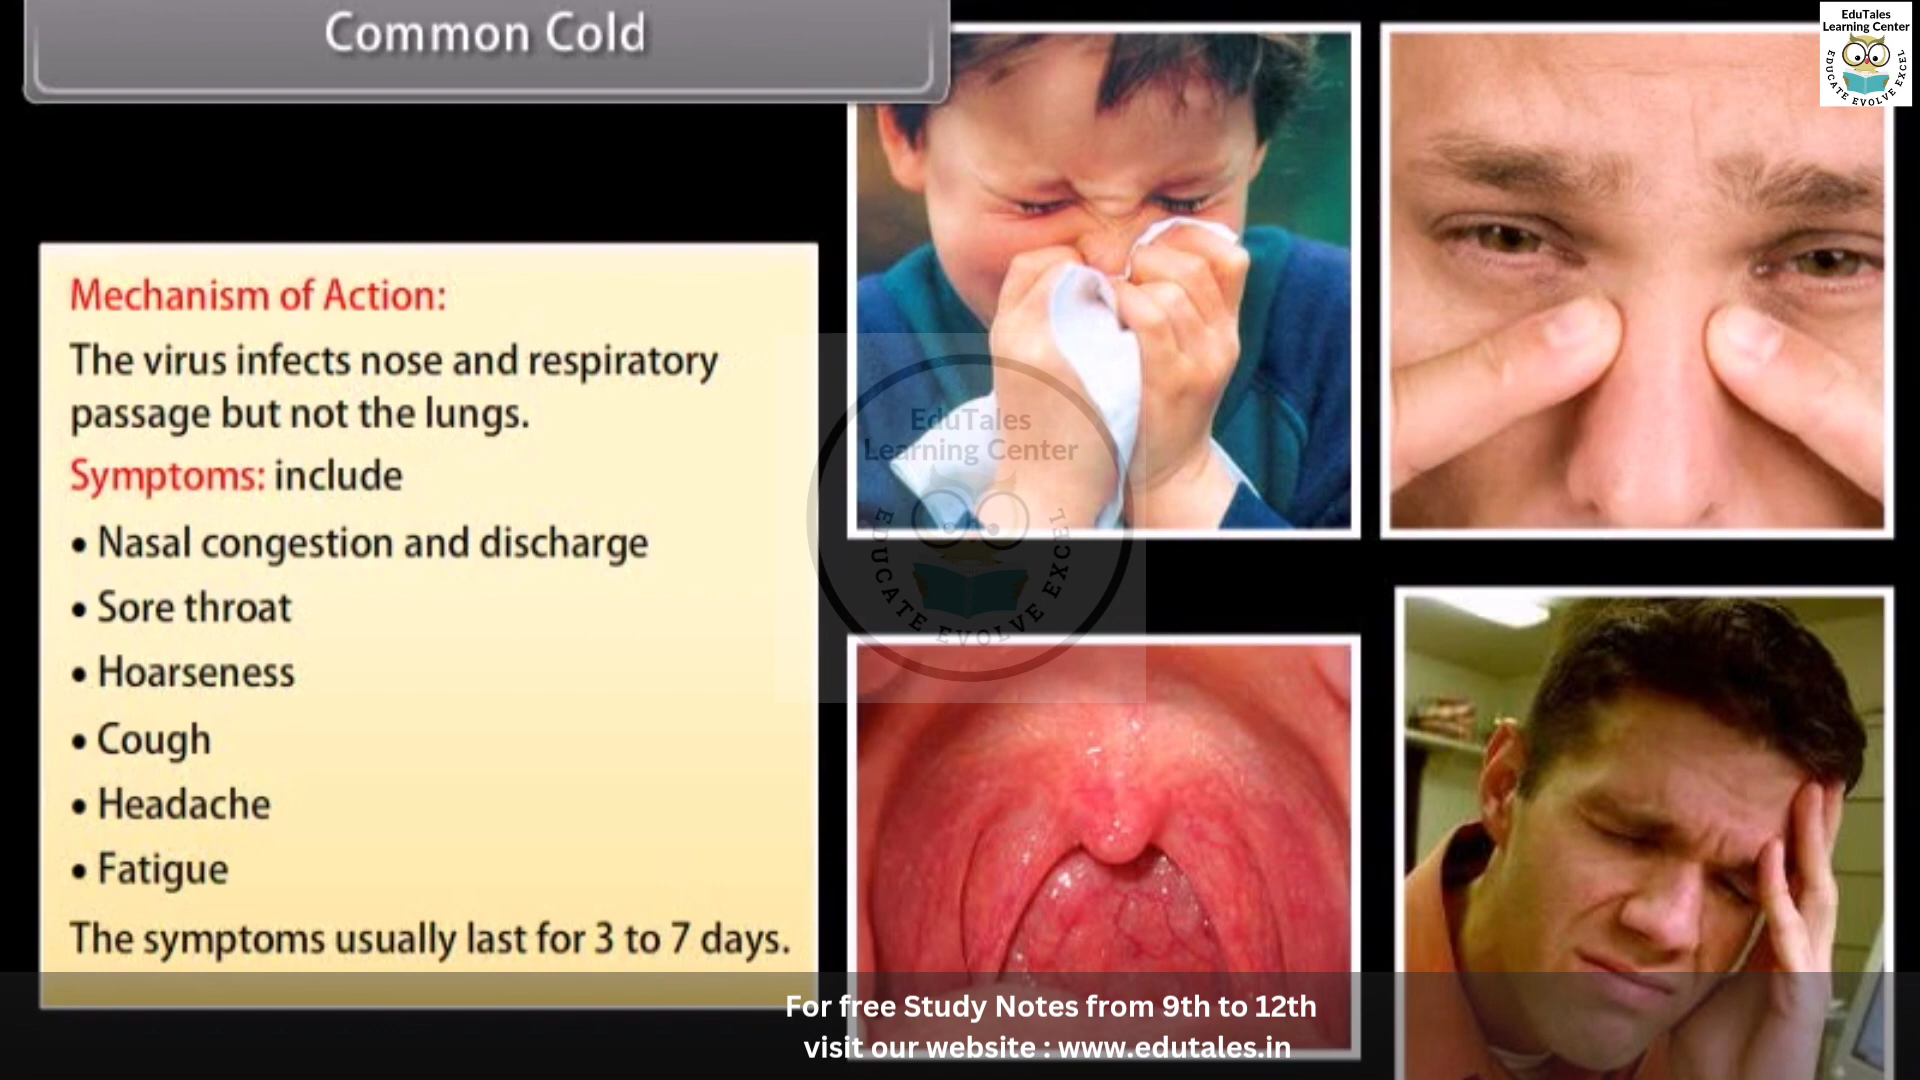 Common Cold
EduTales
Learning Center
EDUCATE EVOLVE EXCEL
Mechanism of Action:
The virus infects nose and respiratory
passage but not the lungs.
Symptoms: include
• Nasal congestion and discharge
• Sore throat
• Hoarseness
• Cough
• Headache
• Fatigue
The symptoms usually last for 3 to 7 days.
EduTales
Learning Center
EDUCATE EVOLVE EXCEL
For free Study Notes from 9th to 12th
visit our website : www.edutales.in